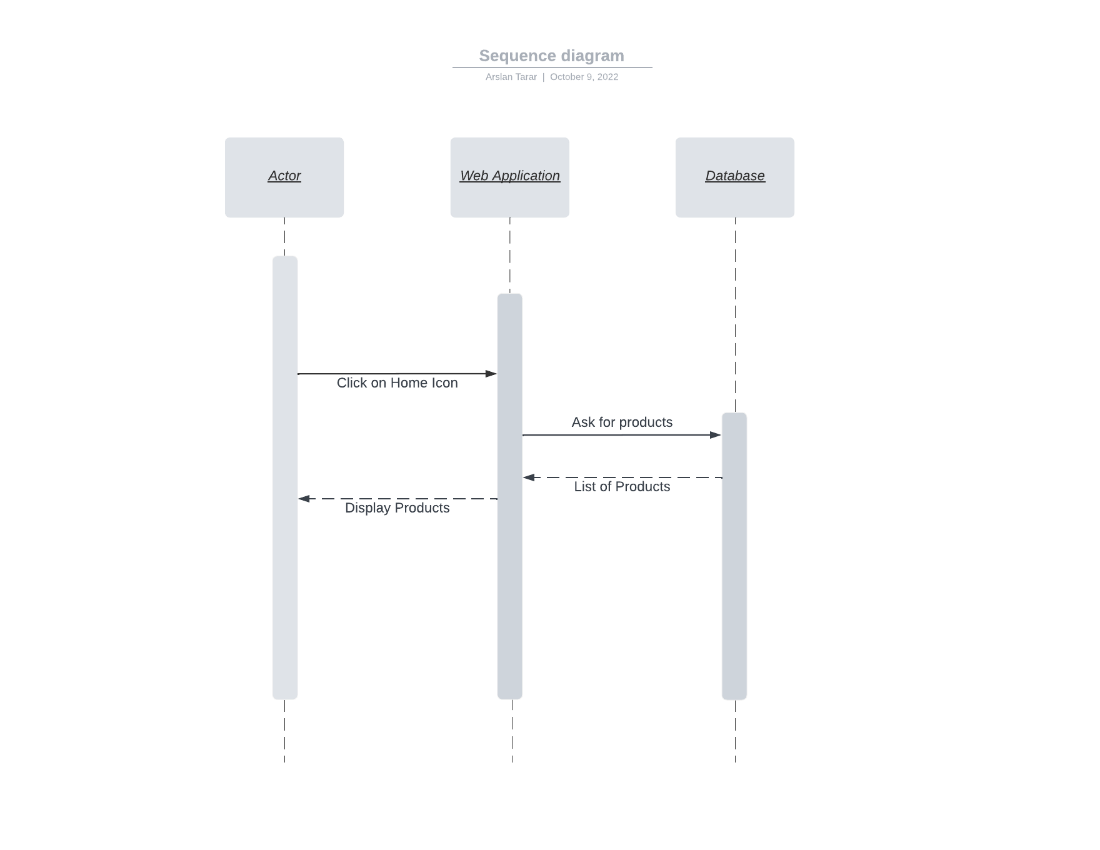 Sequence diagram
Arslan Tarar | October 9, 2022
Actor
Web Application
Database
Click on Home Icon
Ask for products
List of Products
Display Products